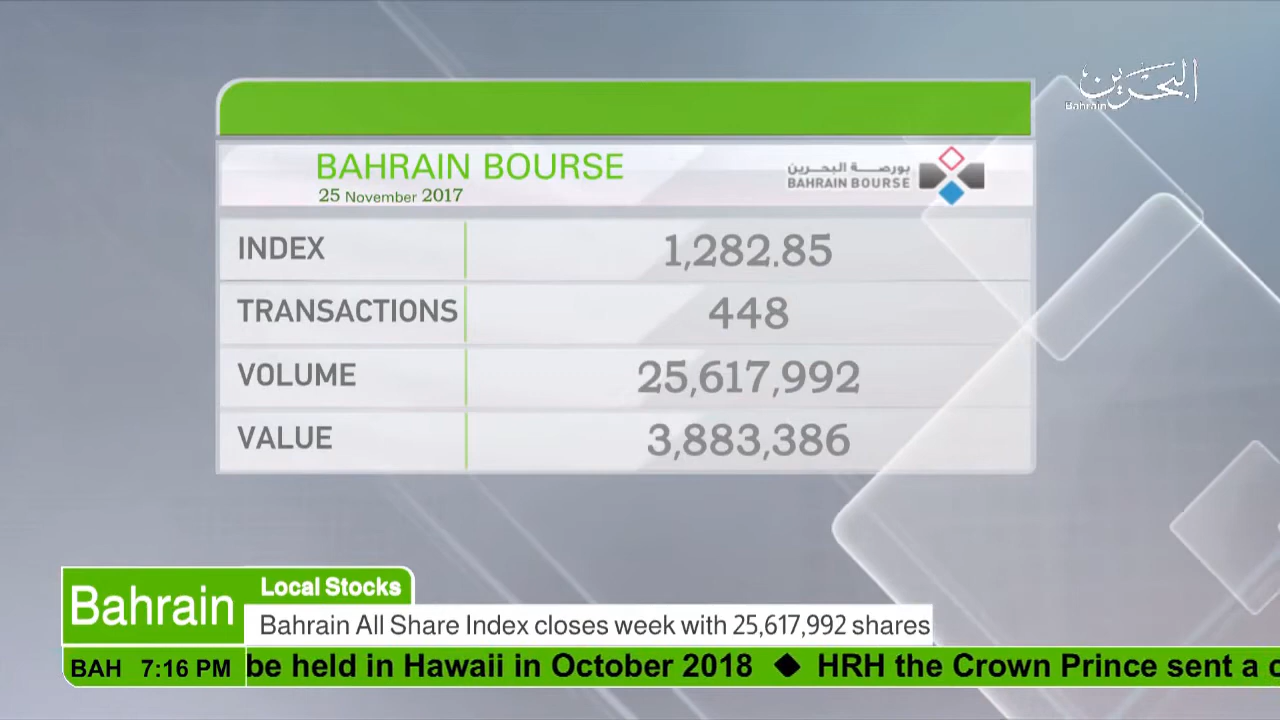 البحرين
Bahrain
BAHRAIN BOURSE
25 November 2017
بورصة البحرين
BAHRAIN BOURSE
INDEX 1,282.85
TRANSACTIONS 448
VOLUME 25,617,992
VALUE 3,883,386
Bahrain
Local Stocks
Bahrain All Share Index closes week with 25,617,992 shares
BAH 7:16 PM be held in Hawaii in October 2018 ◆ HRH the Crown Prince sent a c